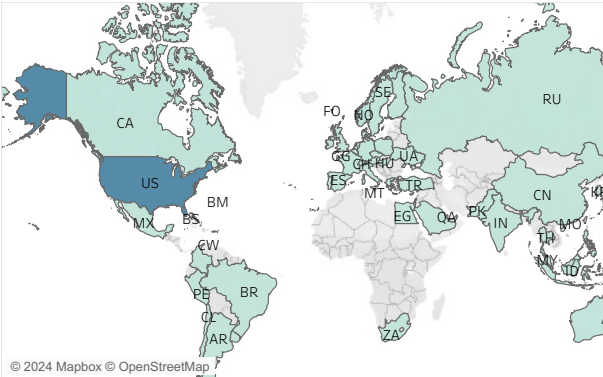 SE
RU
FO
NO
CA
GG
CH
HU
UA
US
ES
TR
MT
CN
BM
EG
QA
PK
BS
MX
IN
MO
TH
CW
MY
ID
PE
BR
CL
AR
ZA
© 2024 Mapbox © OpenStreetMap